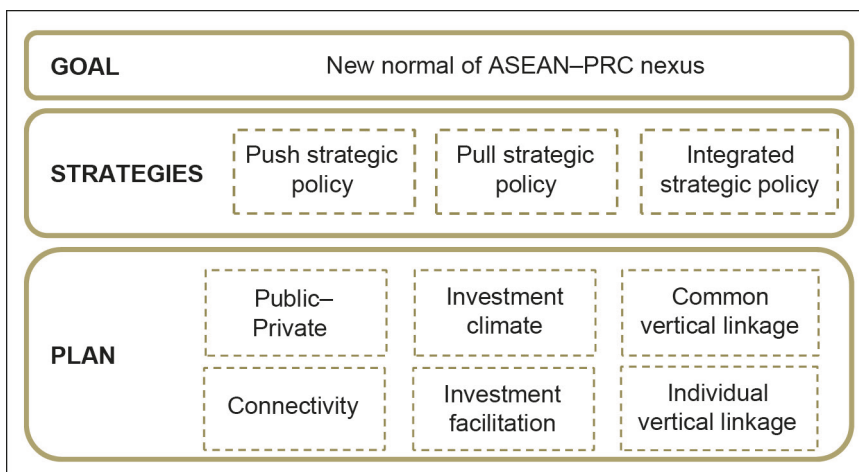 GOAL New normal of ASEAN–PRC nexus
STRATEGIES
Push strategic
policy
Pull strategic
policy
Integrated
strategic policy
PLAN
Public–
Private
Investment
climate
Common
vertical linkage
Connectivity
Investment
facilitation
Individual
vertical linkage